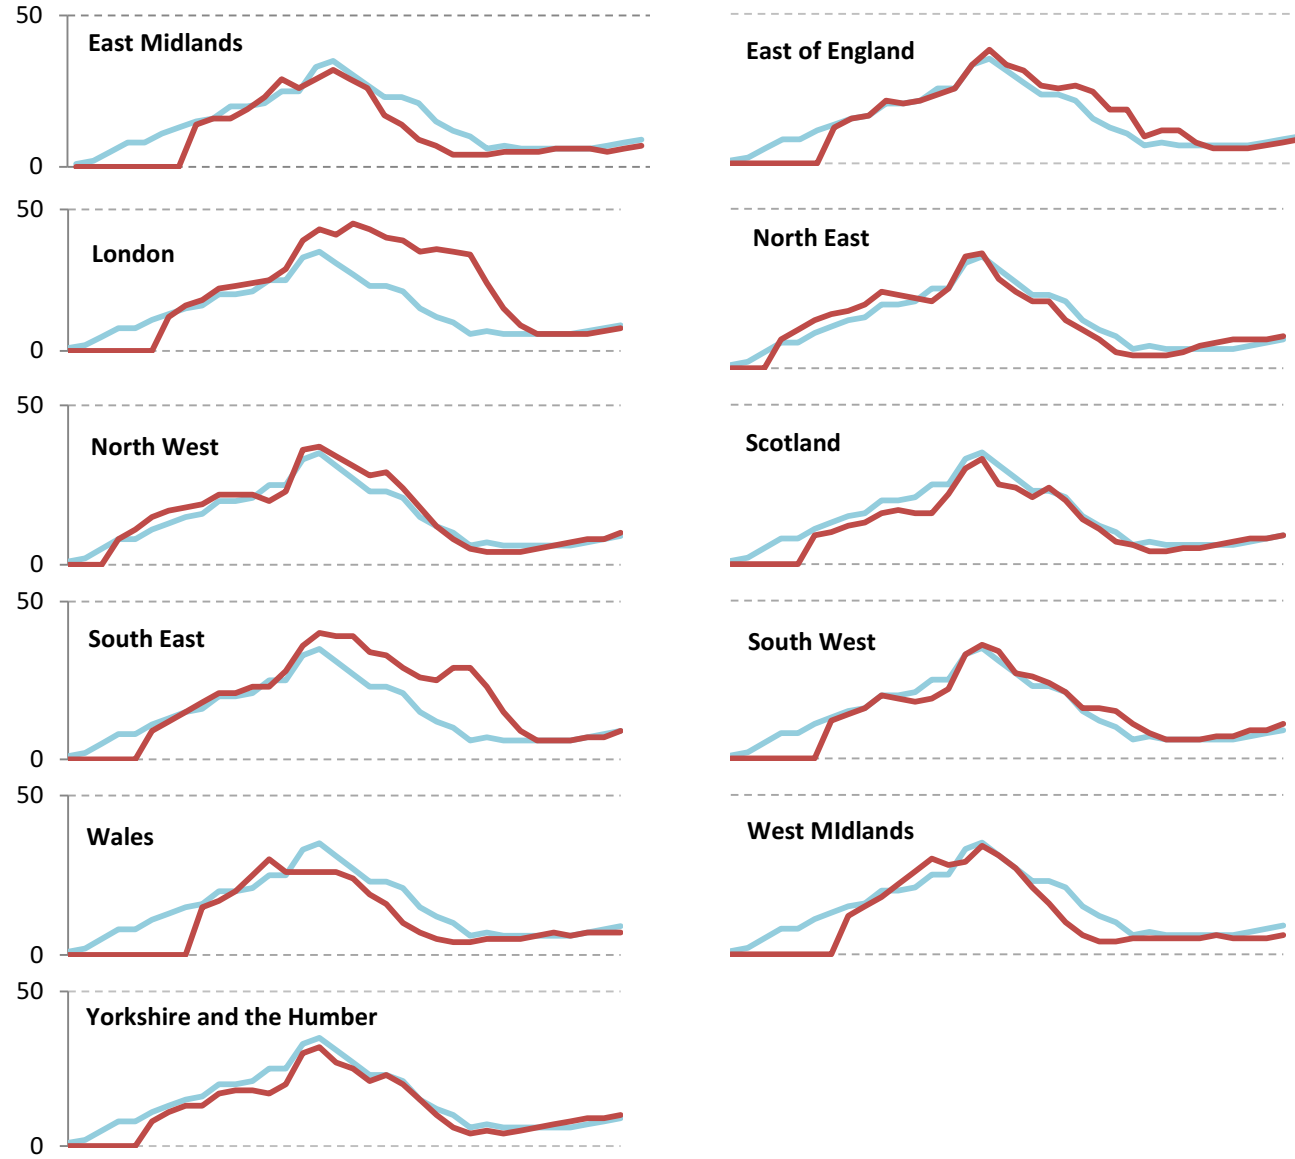 50
East Midlands
East of England
0
50
London
North East
0
50
North West
Scotland
0
50
South East
South West
0
50
Wales
West MIdlands
0
50
Yorkshire and the Humber
0